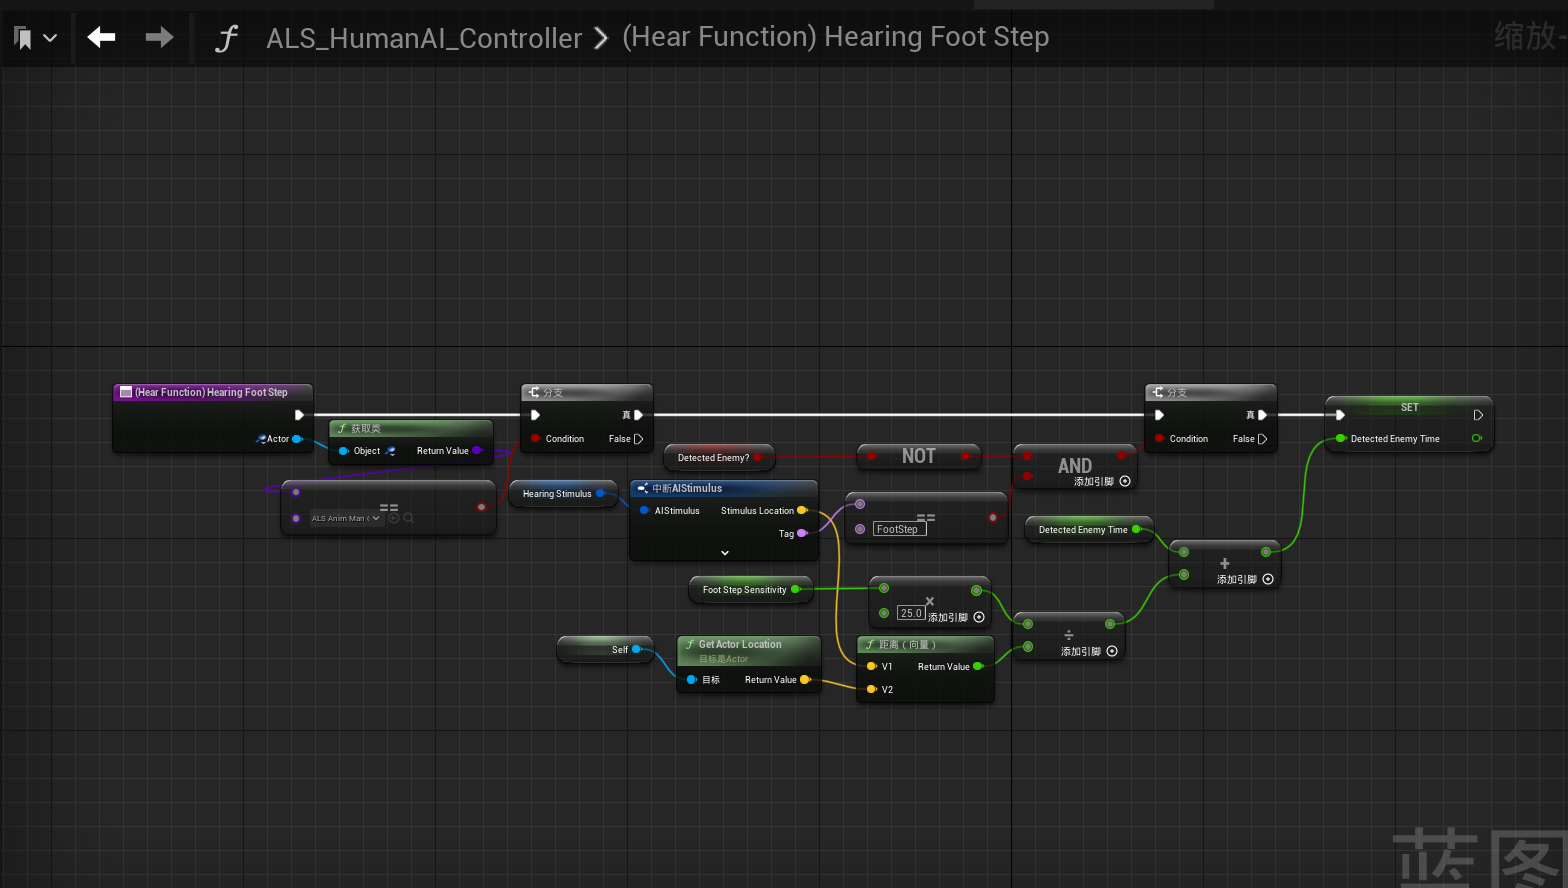 ALS_HumanAI_Controller
(Hear Function) Hearing Foot Step
缩放-
(Hear Function) Hearing Foot Step
Actor
获取类
Object
Return Value
==
ALS Anim Man (
分支
真
Condition
False
Detected Enemy?
NOT
AND
添加引脚
Hearing Stimulus
中断AIStimulus
AIStimulus
Stimulus Location
Tag
==
FootStep
分支
真
Condition
False
SET
Detected Enemy Time
Detected Enemy Time
+
添加引脚
Foot Step Sensitivity
×
25.0
添加引脚
÷
添加引脚
Self
Get Actor Location
目标是Actor
目标
Return Value
距离（向量）
V1
Return Value
V2
蓝图